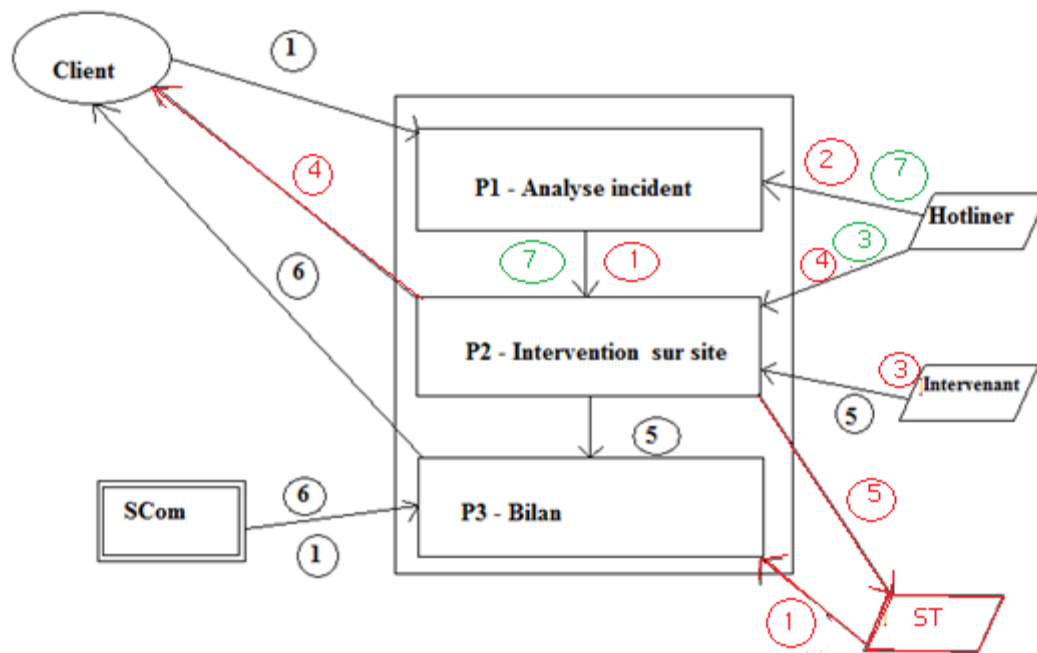 1
Client
P1 - Analyse incident
2
7
Hotliner
4
7
1
4
3
6
P2 - Intervention sur site
3
Intervenant
5
5
SCom
6
P3 - Bilan
5
1
1
ST